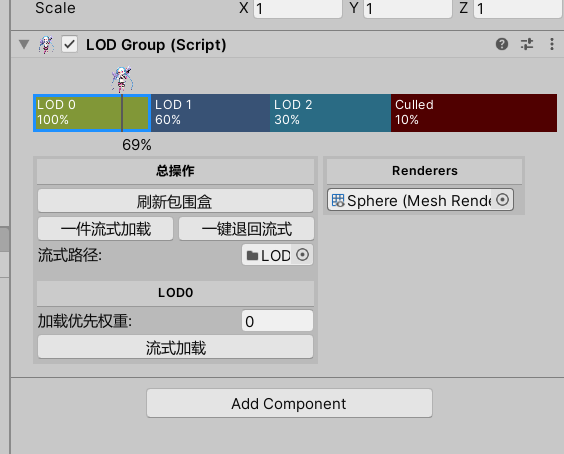 Scale X 1 Y 1 Z 1
LOD Group (Script)
LOD 0 LOD 1 LOD 2 Culled
100% 60% 30% 10%
69%
总操作
刷新包围盒
一件流式加载 一键退回流式
流式路径: LOD
LOD0
加载优先权重: 0
流式加载
Renderers
Sphere (Mesh Rende
Add Component